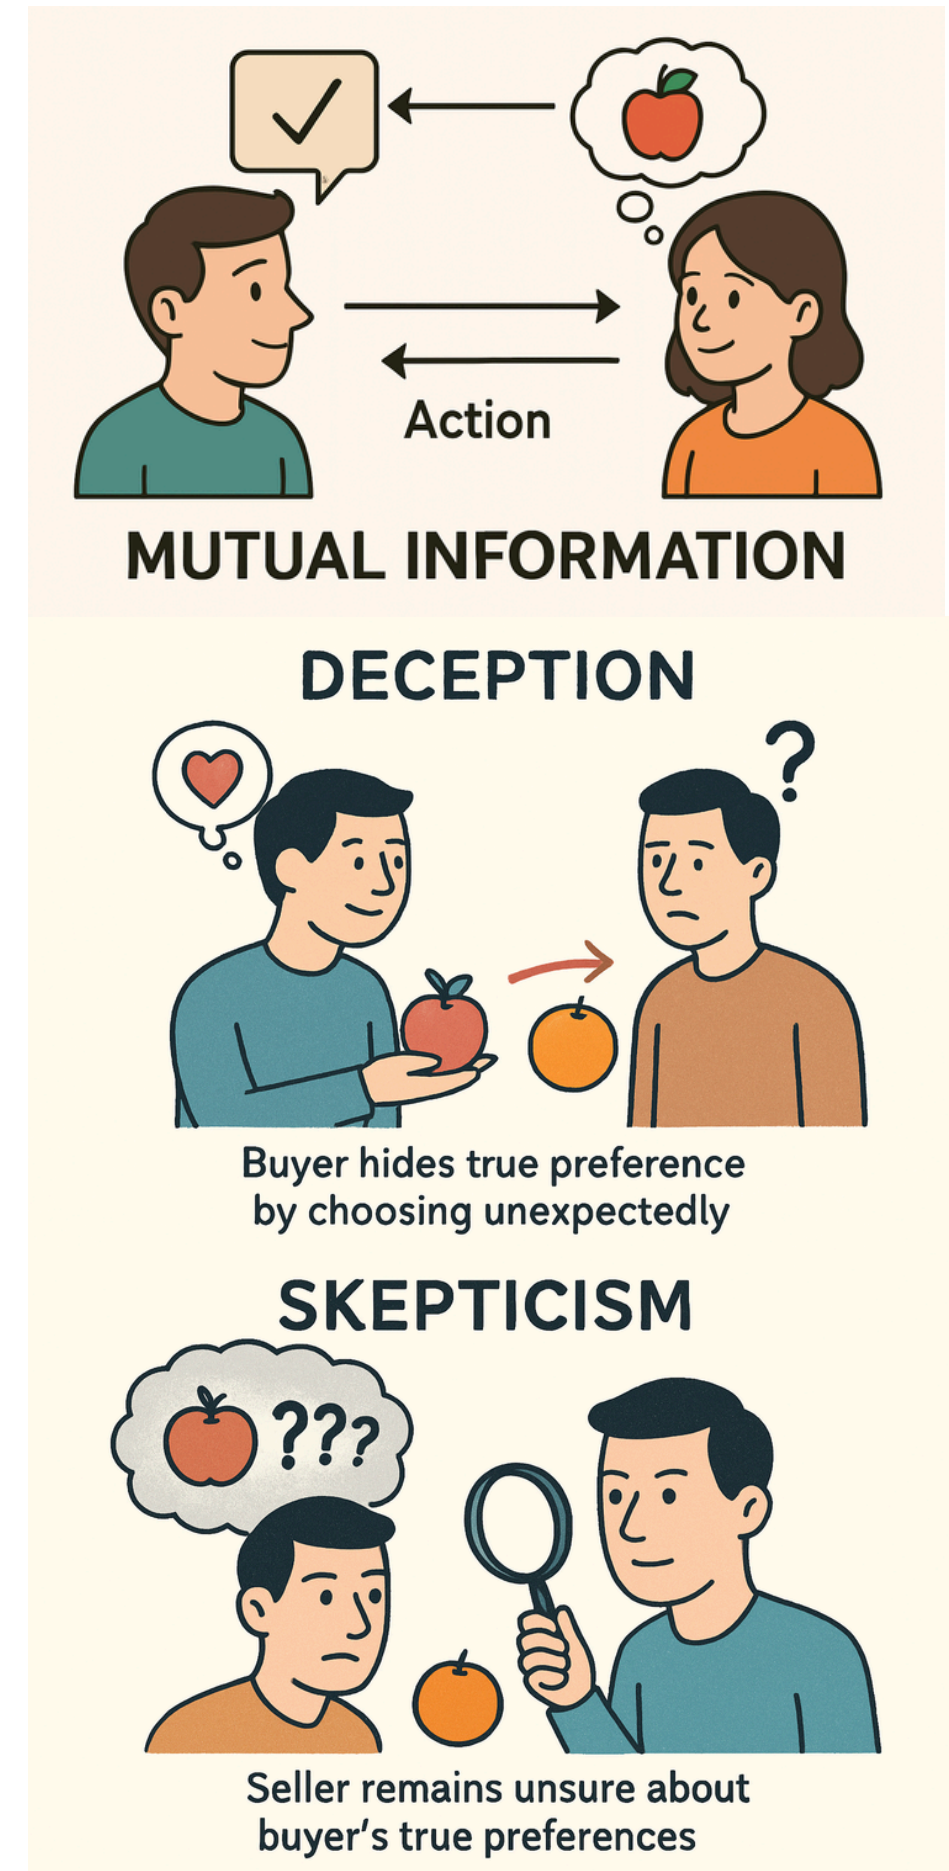 Action
MUTUAL INFORMATION
DECEPTION
?
Buyer hides true preference
by choosing unexpectedly
SKEPTICISM
???
Seller remains unsure about
buyer's true preferences